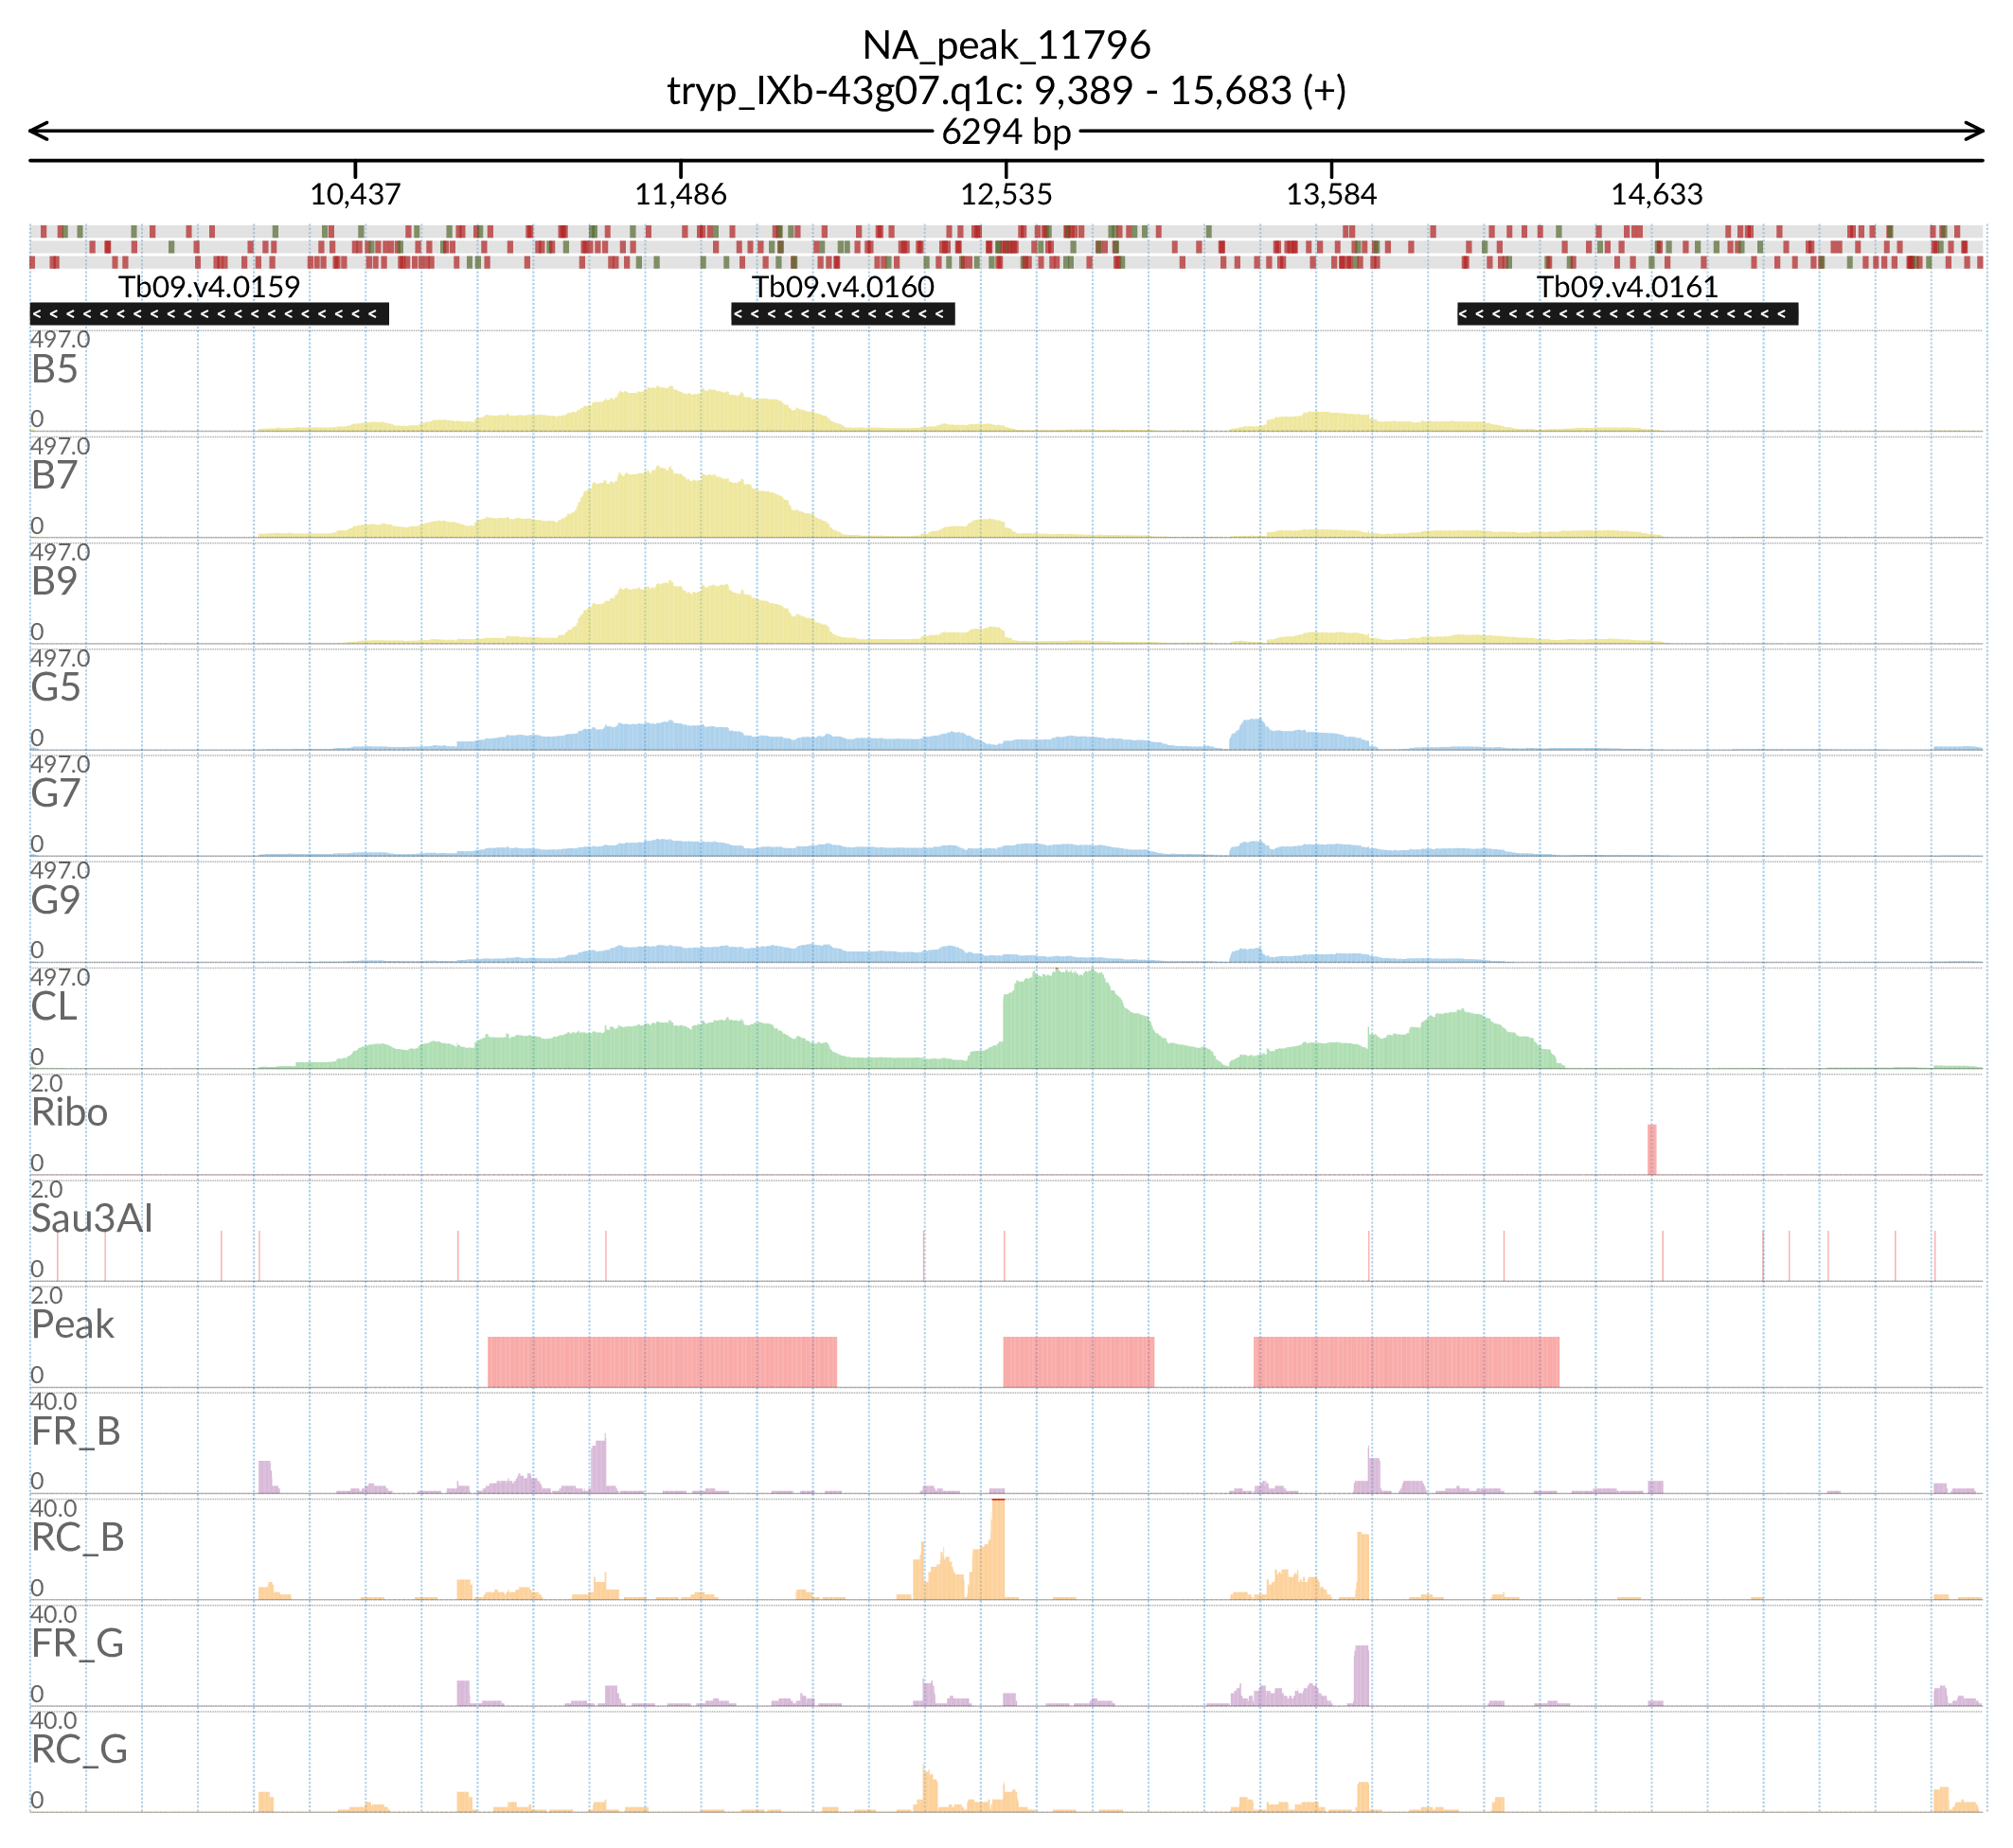 NA_peak_11796
tryp_IXb-43g07.q1c: 9,389 - 15,683 (+)
6294 bp
10,437 11,486 12,535 13,584 14,633
Tb09.v4.0159 Tb09.v4.0160 Tb09.v4.0161
497.0
B5
0
497.0
B7
0
497.0
B9
0
497.0
G5
0
497.0
G7
0
497.0
G9
0
497.0
CL
0
2.0
Ribo
0
2.0
Sau3AI
0
2.0
Peak
0
40.0
FR_B
0
40.0
RC_B
0
40.0
FR_G
0
40.0
RC_G
0